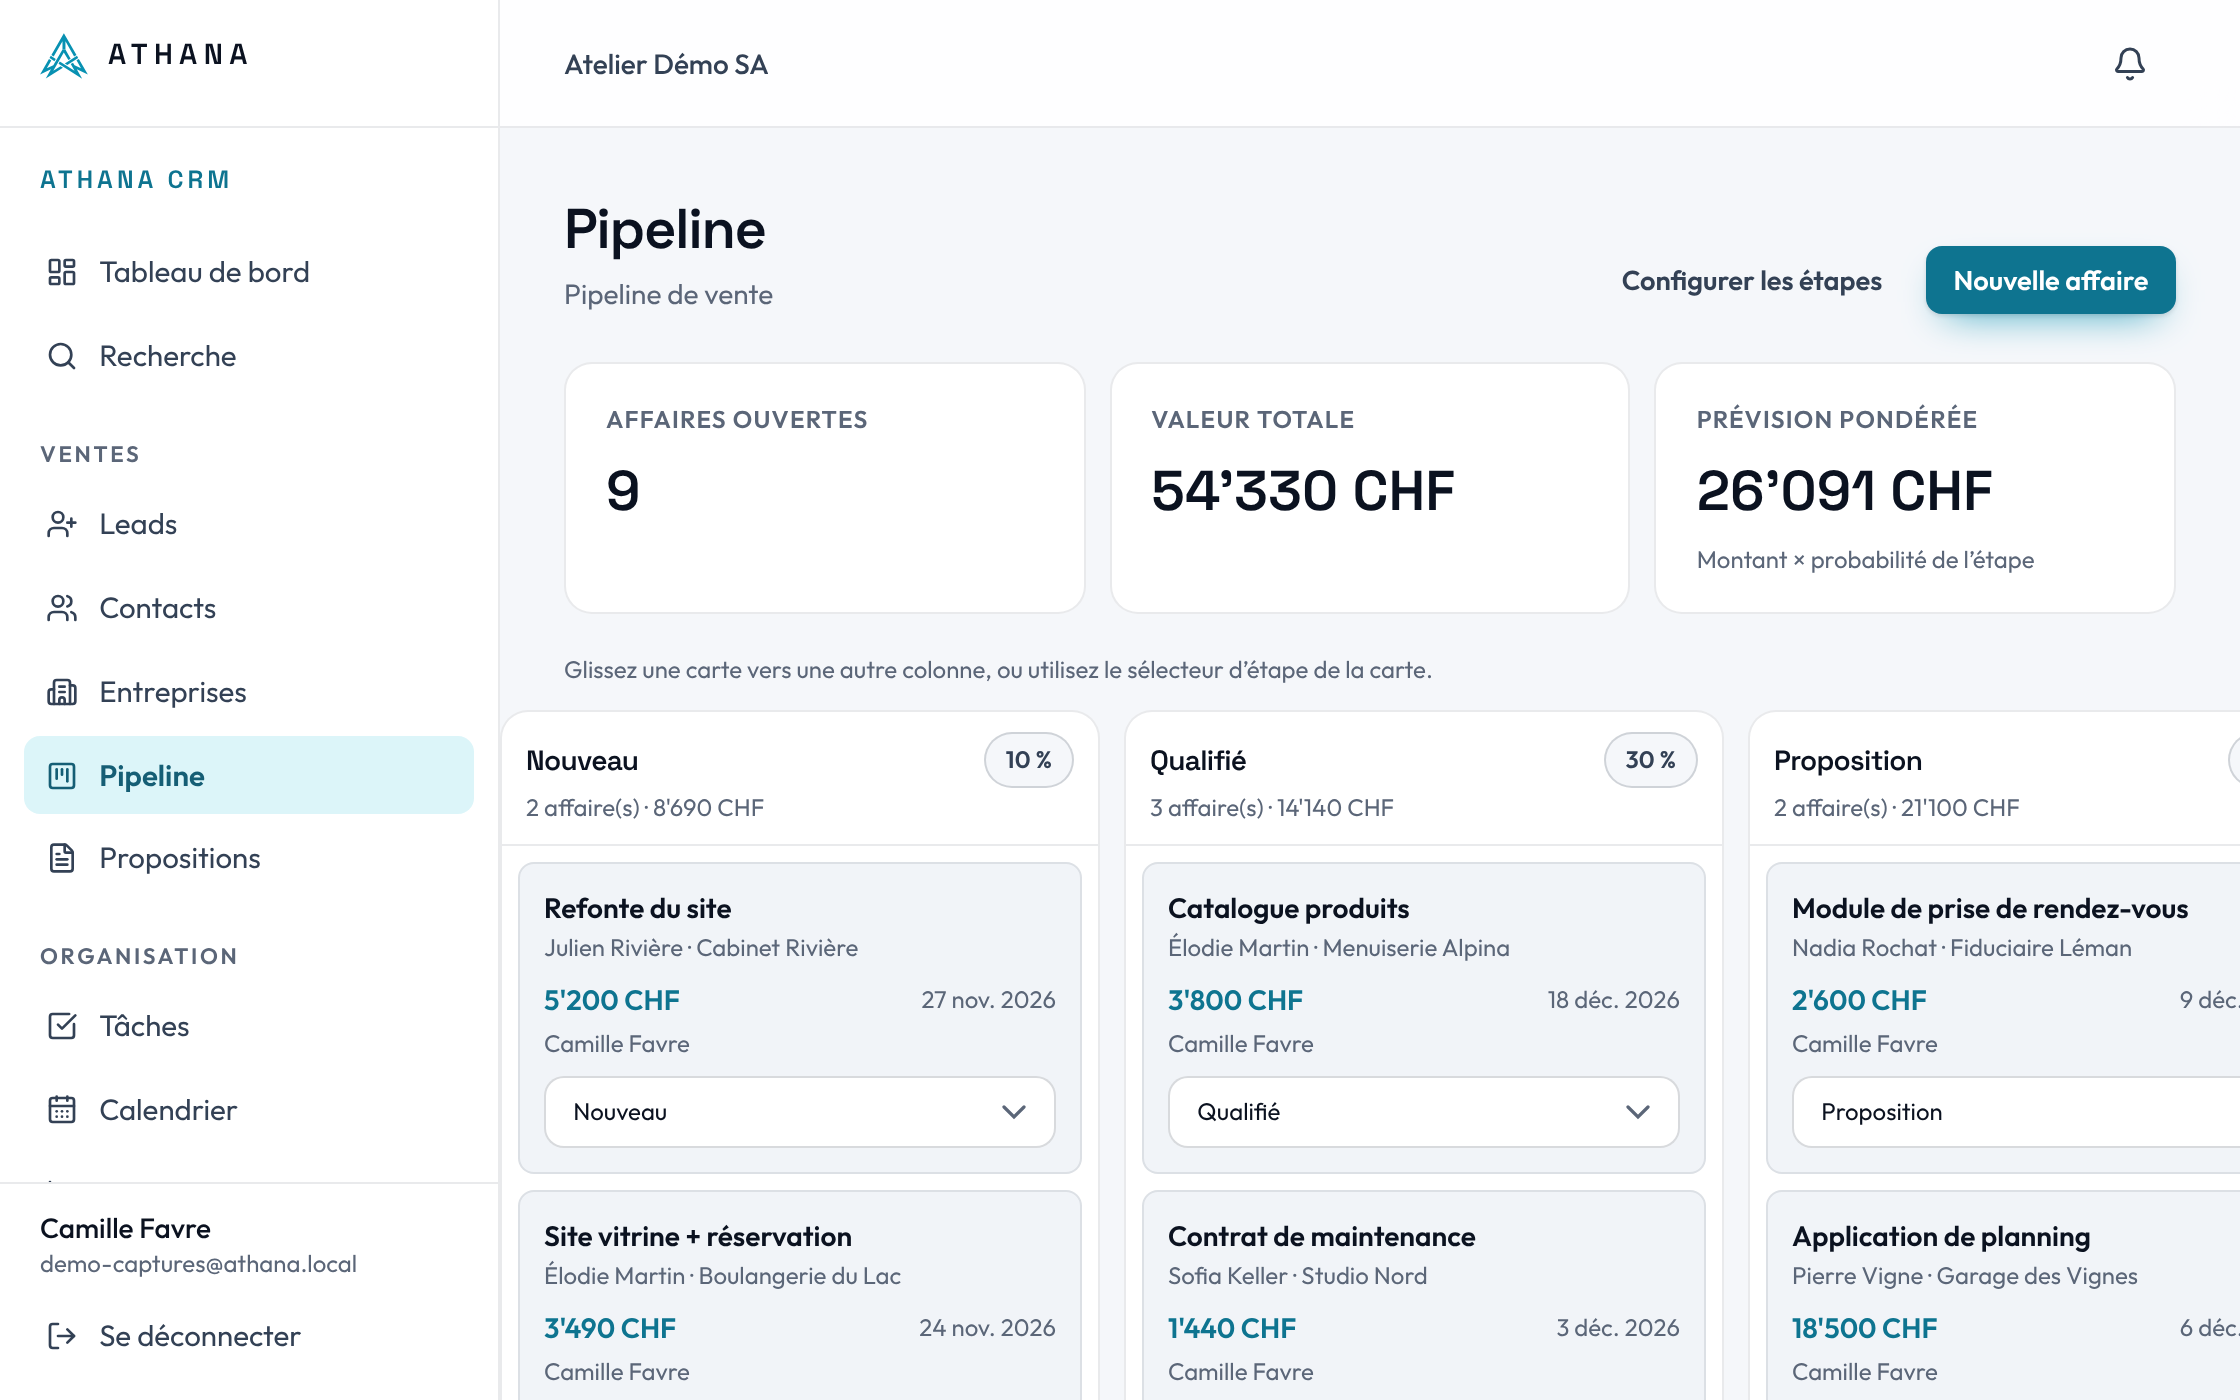 ATHANA
Atelier Démo SA
ATHANA CRM
Tableau de bord
Recherche
VENTES
Leads
Contacts
Entreprises
Pipeline
Propositions
ORGANISATION
Tâches
Calendrier
Camille Favre
demo-captures@athana.local
Se déconnecter
Pipeline
Pipeline de vente
Configurer les étapes
Nouvelle affaire
AFFAIRES OUVERTES
9
VALEUR TOTALE
54’330 CHF
PRÉVISION PONDÉRÉE
26’091 CHF
Montant × probabilité de l’étape
Glissez une carte vers une autre colonne, ou utilisez le sélecteur d’étape de la carte.
Nouveau
10 %
2 affaire(s) · 8'690 CHF
Refonte du site
Julien Rivière · Cabinet Rivière
5'200 CHF
27 nov. 2026
Camille Favre
Nouveau
Site vitrine + réservation
Élodie Martin · Boulangerie du Lac
3'490 CHF
24 nov. 2026
Camille Favre
Qualifié
30 %
3 affaire(s) · 14'140 CHF
Catalogue produits
Élodie Martin · Menuiserie Alpina
3'800 CHF
18 déc. 2026
Camille Favre
Qualifié
Contrat de maintenance
Sofia Keller · Studio Nord
1'440 CHF
3 déc. 2026
Camille Favre
Proposition
2 affaire(s) · 21'100 CHF
Module de prise de rendez-vous
Nadia Rochat · Fiduciaire Léman
2'600 CHF
9 déc.
Camille Favre
Proposition
Application de planning
Pierre Vigne · Garage des Vignes
18'500 CHF
6 déc.
Camille Favre